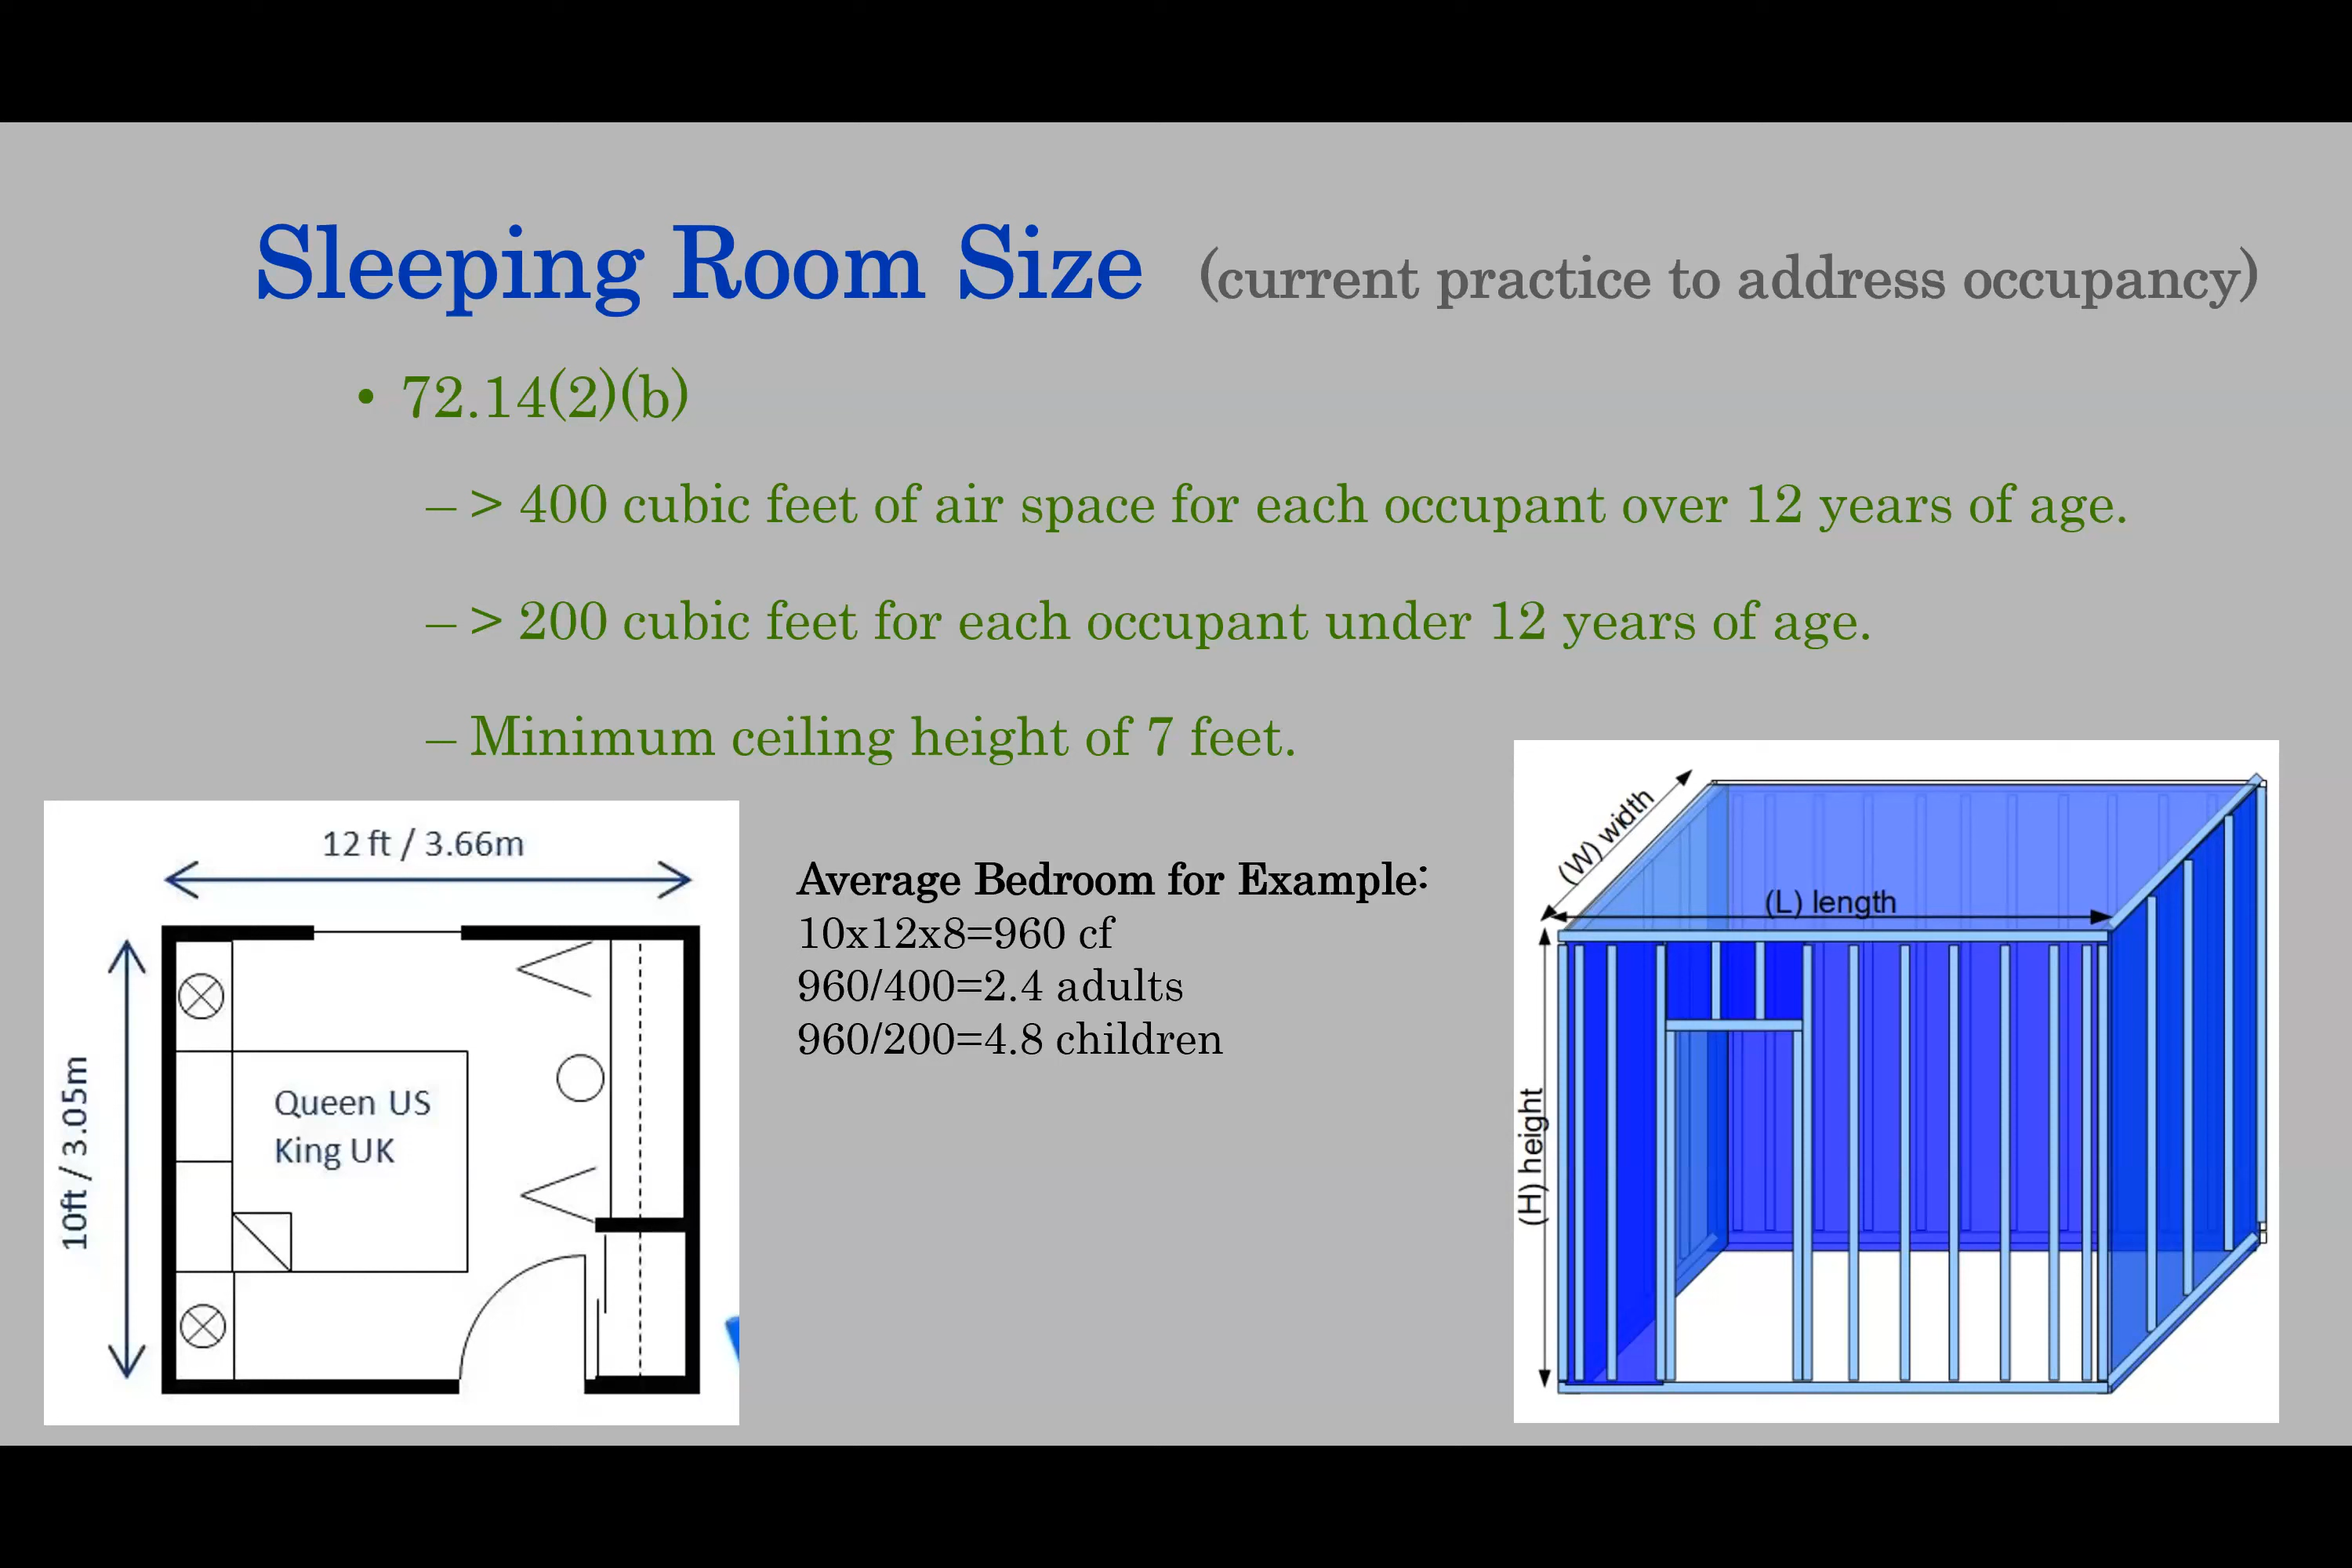 Sleeping Room Size (current practice to address occupancy)
• 72.14(2)(b)
– > 400 cubic feet of air space for each occupant over 12 years of age.
– > 200 cubic feet for each occupant under 12 years of age.
– Minimum ceiling height of 7 feet.
12 ft / 3.66m
10ft / 3.05m
Queen US
King UK
Average Bedroom for Example:
10x12x8=960 cf
960/400=2.4 adults
960/200=4.8 children
(W) width
(L) length
(H) height